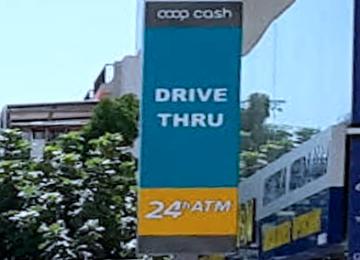 coop cash
DRIVE
THRU
24h ATM